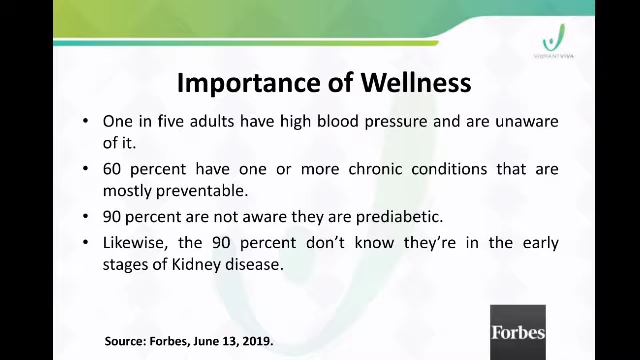 VIBRANT VIVA
Importance of Wellness
• One in five adults have high blood pressure and are unaware
of it.
• 60 percent have one or more chronic conditions that are
mostly preventable.
• 90 percent are not aware they are prediabetic.
• Likewise, the 90 percent don't know they're in the early
stages of Kidney disease.
Forbes
Source: Forbes, June 13, 2019.